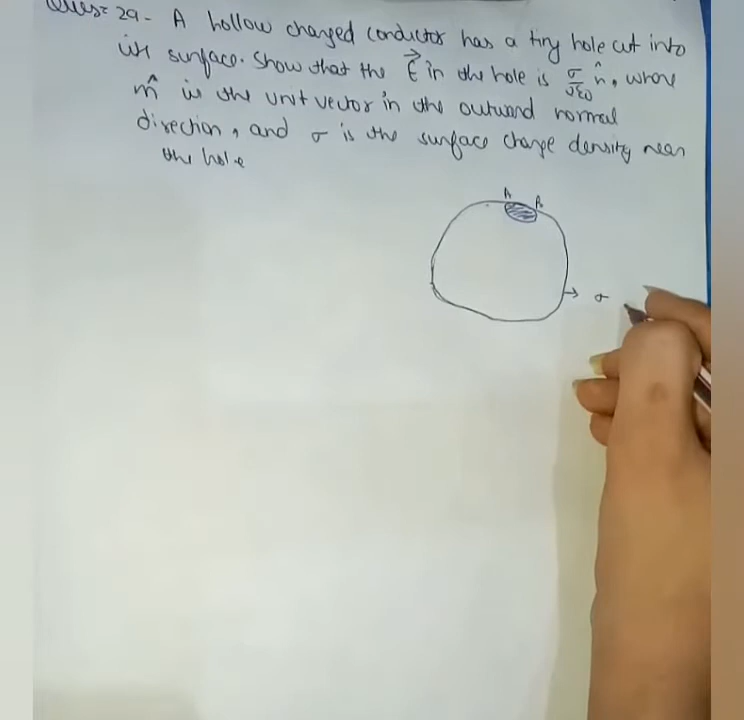 Ques= 29- A hollow charged conductor has a tiny hole cut into
its surface. Show that the E⃗ in the hole is σ/2ε0 n̂, where
n̂ is the unit vector in the outward normal
direction, and σ is the surface charge density near
the hole
A B
→ σ